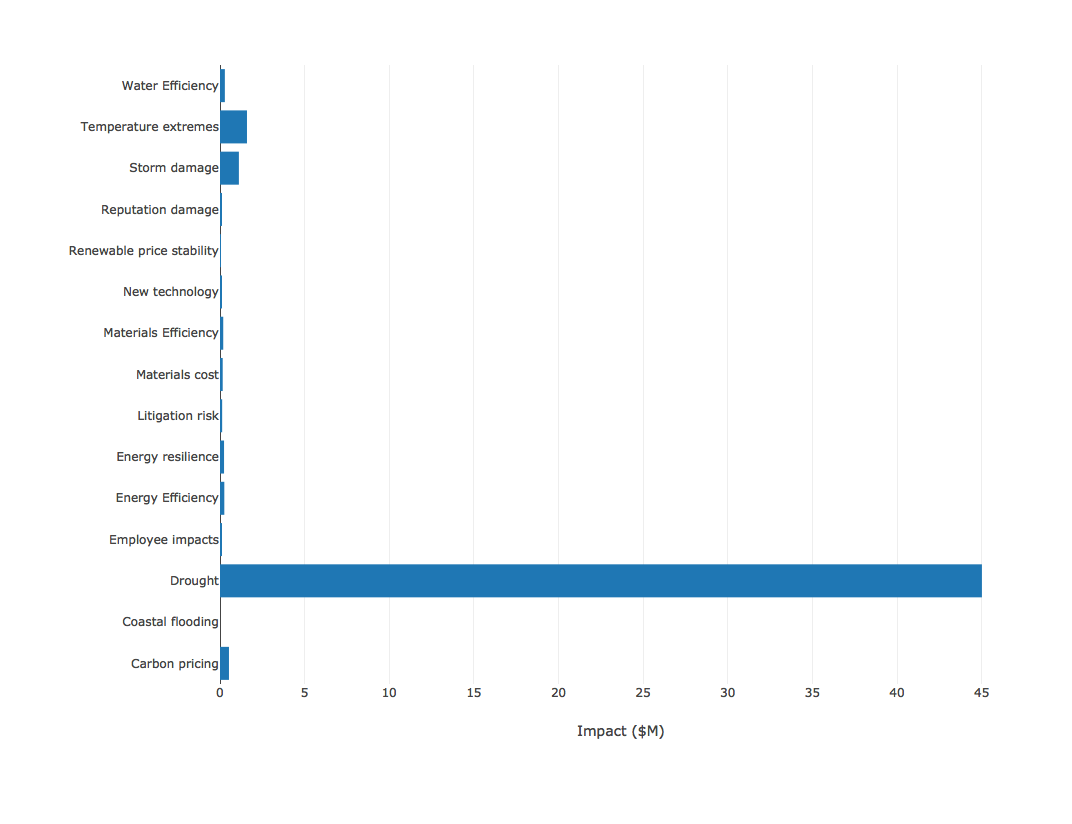 Water Efficiency
Temperature extremes
Storm damage
Reputation damage
Renewable price stability
New technology
Materials Efficiency
Materials cost
Litigation risk
Energy resilience
Energy Efficiency
Employee impacts
Drought
Coastal flooding
Carbon pricing
0 5 10 15 20 25 30 35 40 45
Impact ($M)